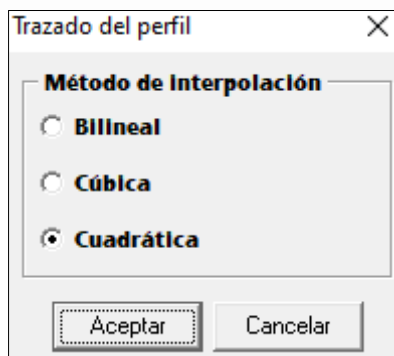 Trazado del perfil
Método de interpolación
Bilineal
Cúbica
Cuadrática
Aceptar Cancelar